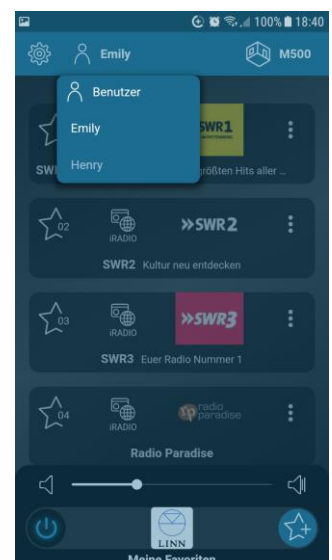 100% 18:40
Emily M500
Benutzer
Emily
SWR1
Henry
SW größten Hits aller ...
02 iRADIO SWR2
SWR2 Kultur neu entdecken
03 iRADIO SWR3
SWR3 Euer Radio Nummer 1
04 iRADIO radio paradise
Radio Paradise
LINN
Meine Favoriten